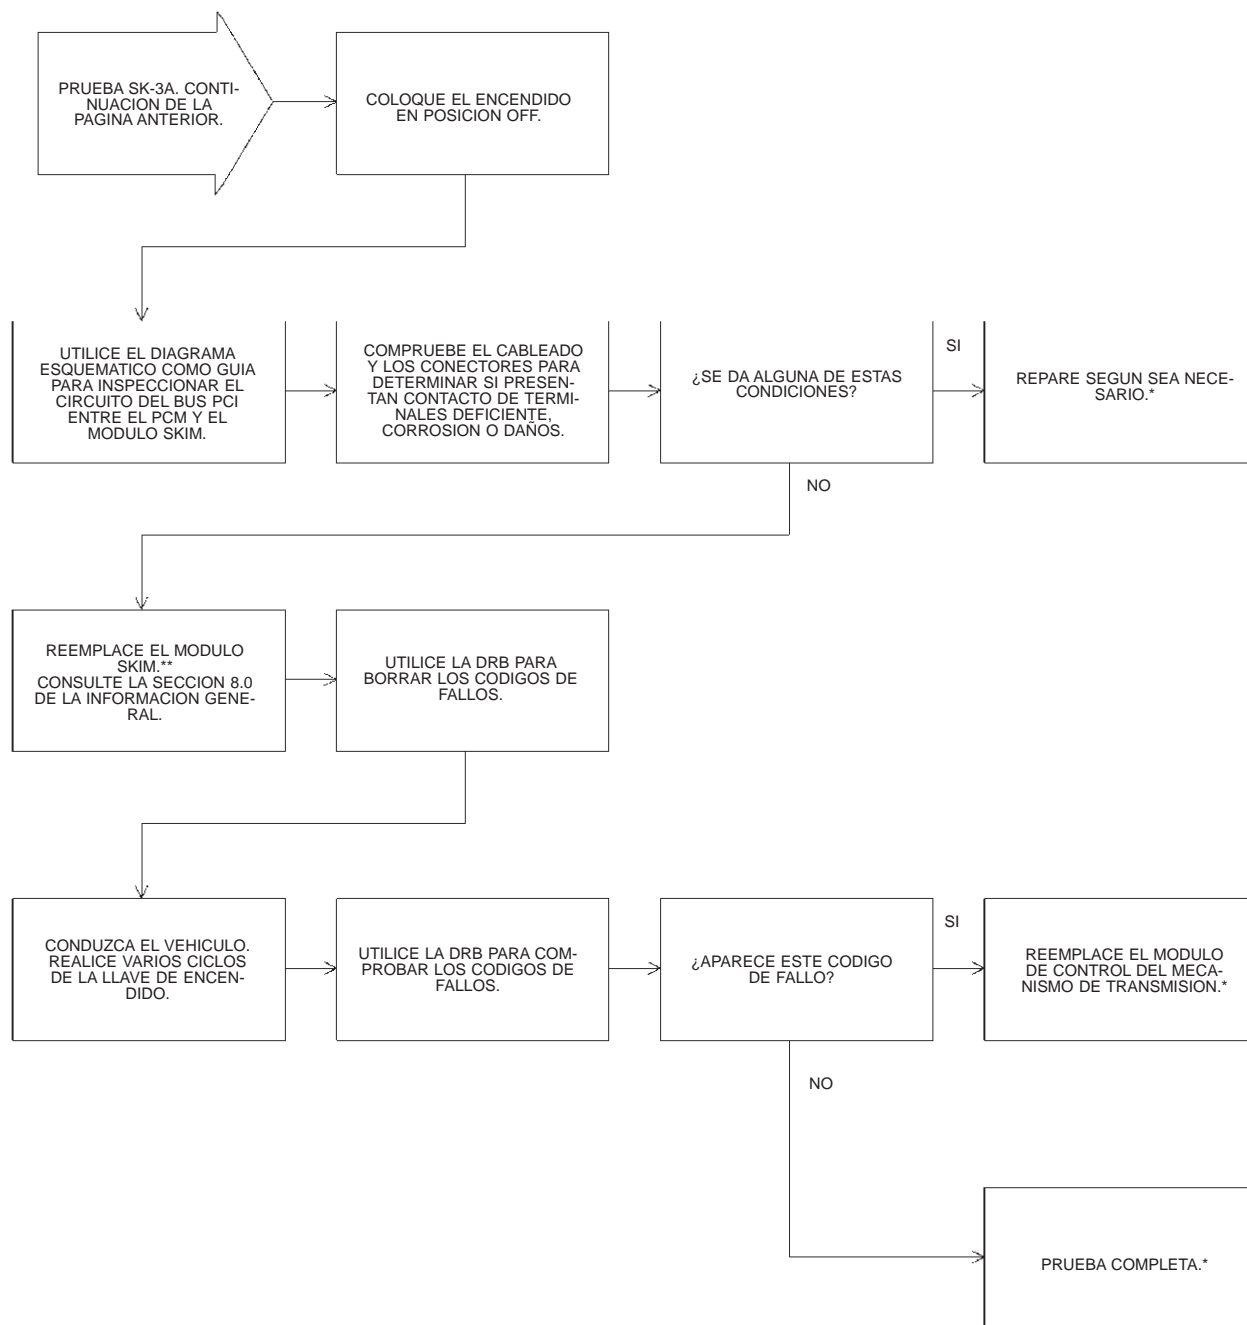 PRUEBA SK-3A. CONTI-
NUACION DE LA
PAGINA ANTERIOR.
COLOQUE EL ENCENDIDO
EN POSICION OFF.
UTILICE EL DIAGRAMA
ESQUEMATICO COMO GUIA
PARA INSPECCIONAR EL
CIRCUITO DEL BUS PCI
ENTRE EL PCM Y EL
MODULO SKIM.
COMPRUEBE EL CABLEADO
Y LOS CONECTORES PARA
DETERMINAR SI PRESEN-
TAN CONTACTO DE TERMI-
NALES DEFICIENTE,
CORROSION O DAÑOS.
¿SE DA ALGUNA DE ESTAS
CONDICIONES?
SI
REPARE SEGUN SEA NECE-
SARIO.*
NO
REEMPLACE EL MODULO
SKIM.**
CONSULTE LA SECCION 8.0
DE LA INFORMACION GENE-
RAL.
UTILICE LA DRB PARA
BORRAR LOS CODIGOS DE
FALLOS.
CONDUZCA EL VEHICULO.
REALICE VARIOS CICLOS
DE LA LLAVE DE ENCEN-
DIDO.
UTILICE LA DRB PARA COM-
PROBAR LOS CODIGOS DE
FALLOS.
¿APARECE ESTE CODIGO
DE FALLO?
SI
REEMPLACE EL MODULO
DE CONTROL DEL MECA-
NISMO DE TRANSMISION.*
NO
PRUEBA COMPLETA.*